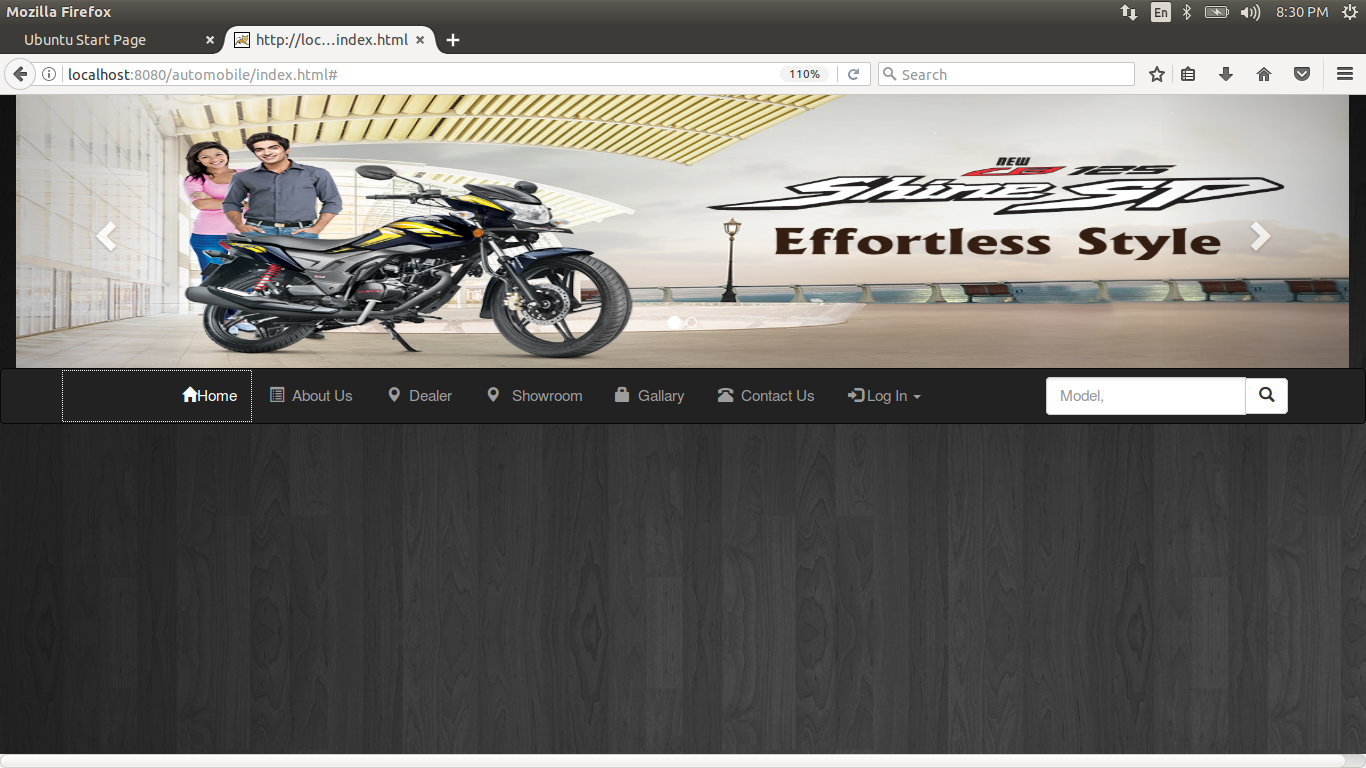 Mozilla Firefox
En
8:30 PM
Ubuntu Start Page
http://loc...index.html
localhost:8080/automobile/index.html#
110%
Search
NEW
CB 125
Shine SP
Effortless Style
Home
About Us
Dealer
Showroom
Gallary
Contact Us
Log In
Model,